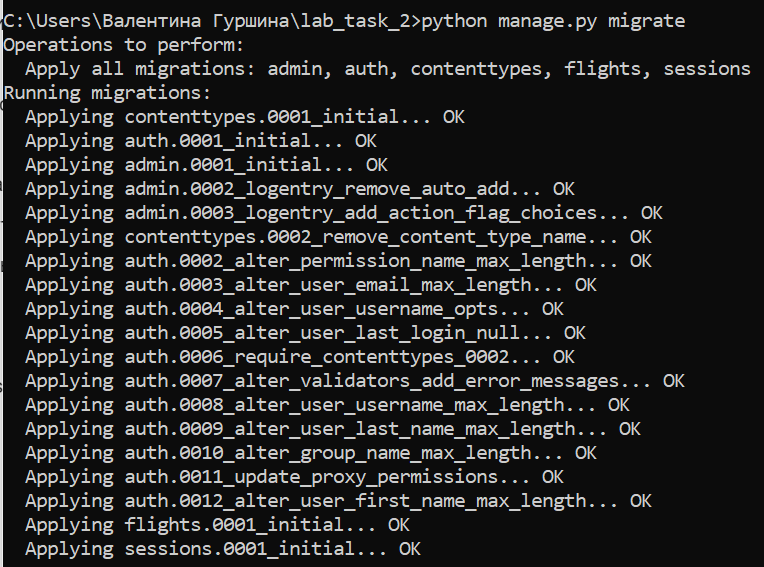 C:\Users\Валентина Гуршина\lab_task_2>python manage.py migrate
Operations to perform:
  Apply all migrations: admin, auth, contenttypes, flights, sessions
Running migrations:
  Applying contenttypes.0001_initial... OK
  Applying auth.0001_initial... OK
  Applying admin.0001_initial... OK
  Applying admin.0002_logentry_remove_auto_add... OK
  Applying admin.0003_logentry_add_action_flag_choices... OK
  Applying contenttypes.0002_remove_content_type_name... OK
  Applying auth.0002_alter_permission_name_max_length... OK
  Applying auth.0003_alter_user_email_max_length... OK
  Applying auth.0004_alter_user_username_opts... OK
  Applying auth.0005_alter_user_last_login_null... OK
  Applying auth.0006_require_contenttypes_0002... OK
  Applying auth.0007_alter_validators_add_error_messages... OK
  Applying auth.0008_alter_user_username_max_length... OK
  Applying auth.0009_alter_user_last_name_max_length... OK
  Applying auth.0010_alter_group_name_max_length... OK
  Applying auth.0011_update_proxy_permissions... OK
  Applying auth.0012_alter_user_first_name_max_length... OK
  Applying flights.0001_initial... OK
  Applying sessions.0001_initial... OK